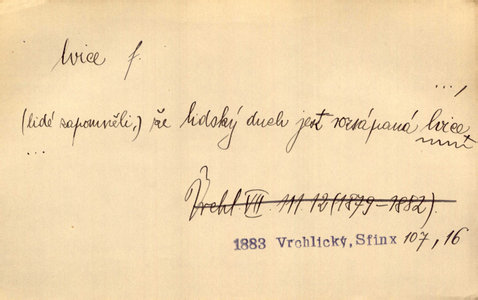 lvice f.
...,
(lidé zapomněli,) že lidský duch jest rozsápaná lvice
...
Vrchl VII. 111.12 (1879–1882).
1883 Vrchlický, Sfinx 107, 16